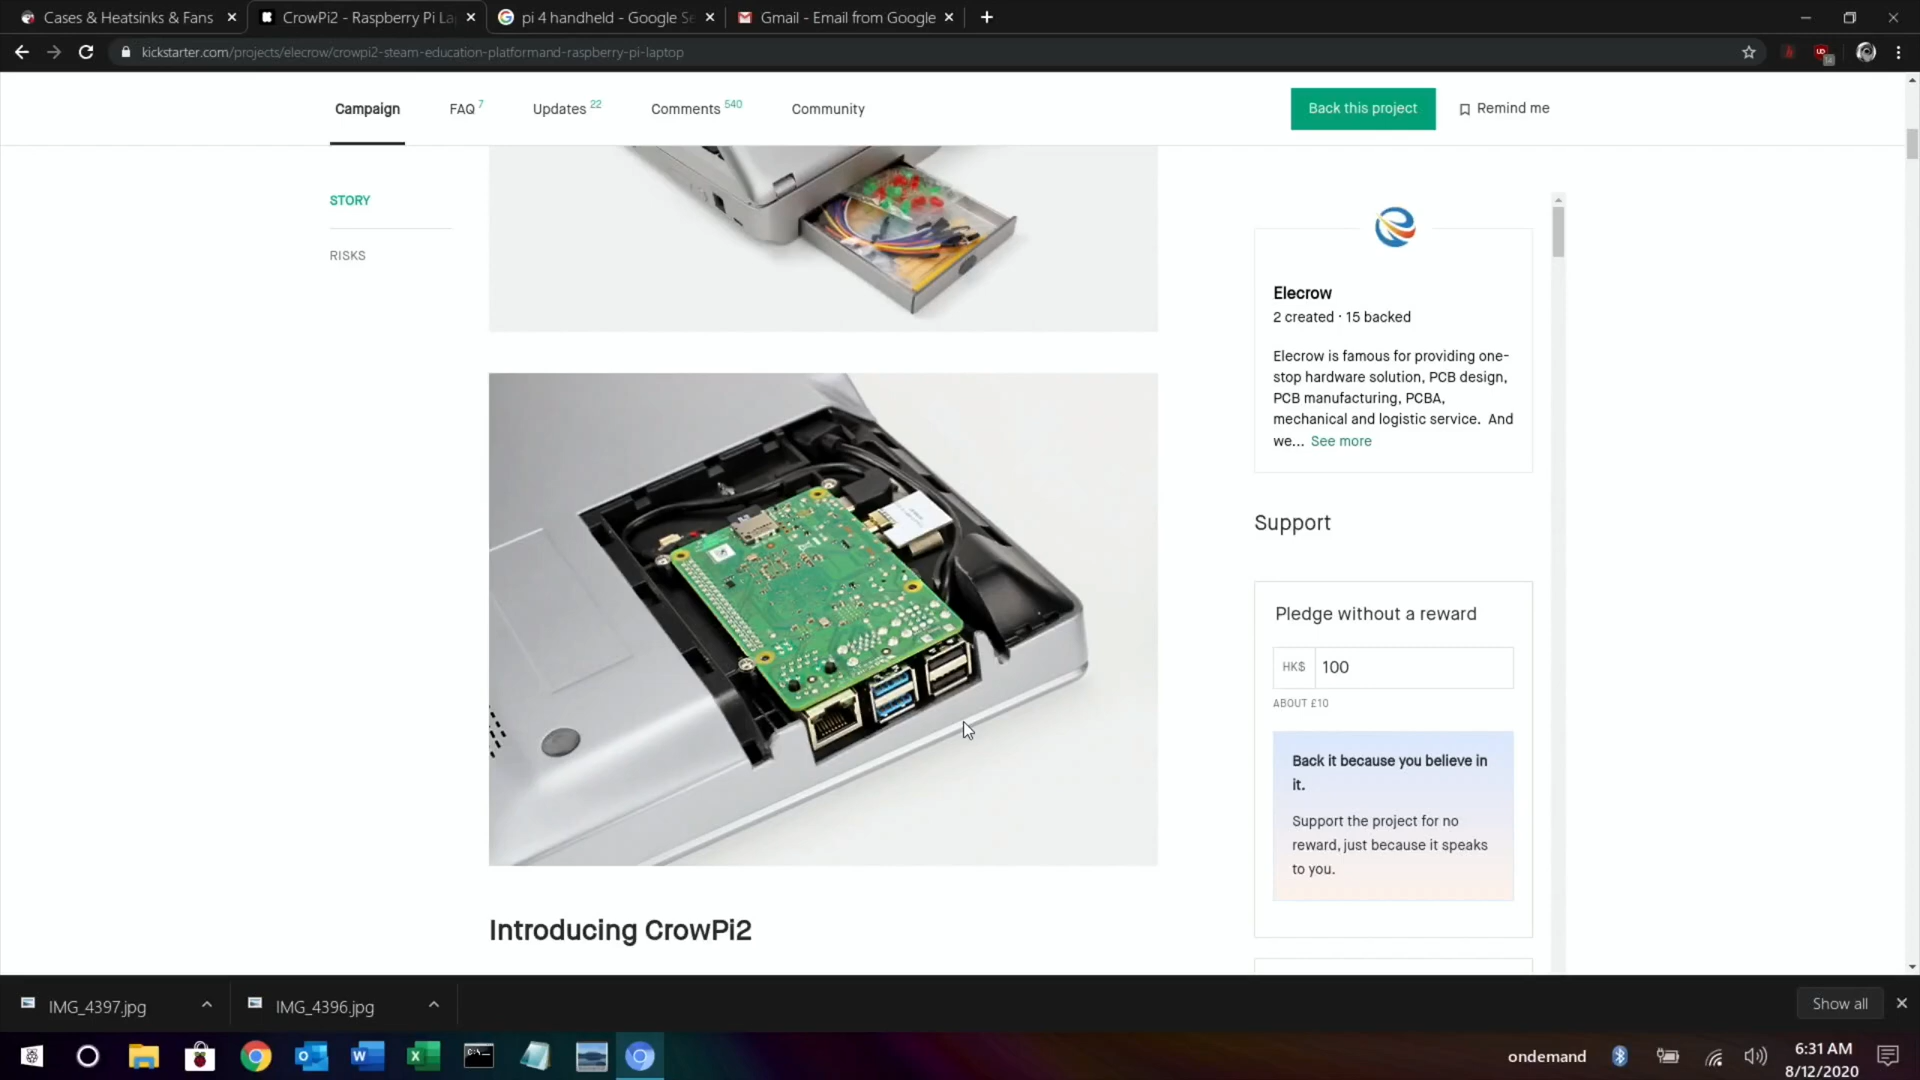 Cases & Heatsinks & Fans
CrowPi2 - Raspberry Pi La
pi 4 handheld - Google Se
Gmail - Email from Google
kickstarter.com/projects/elecrow/crowpi2-steam-education-platformand-raspberry-pi-laptop
Campaign
FAQ 7
Updates 22
Comments 540
Community
Back this project
Remind me
STORY
RISKS
Elecrow
2 created · 15 backed
Elecrow is famous for providing one-
stop hardware solution, PCB design,
PCB manufacturing, PCBA,
mechanical and logistic service. And
we... See more
Support
Pledge without a reward
HK$ 100
ABOUT £10
Back it because you believe in
it.
Support the project for no
reward, just because it speaks
to you.
Introducing CrowPi2
IMG_4397.jpg
IMG_4396.jpg
Show all
ondemand
6:31 AM
8/12/2020